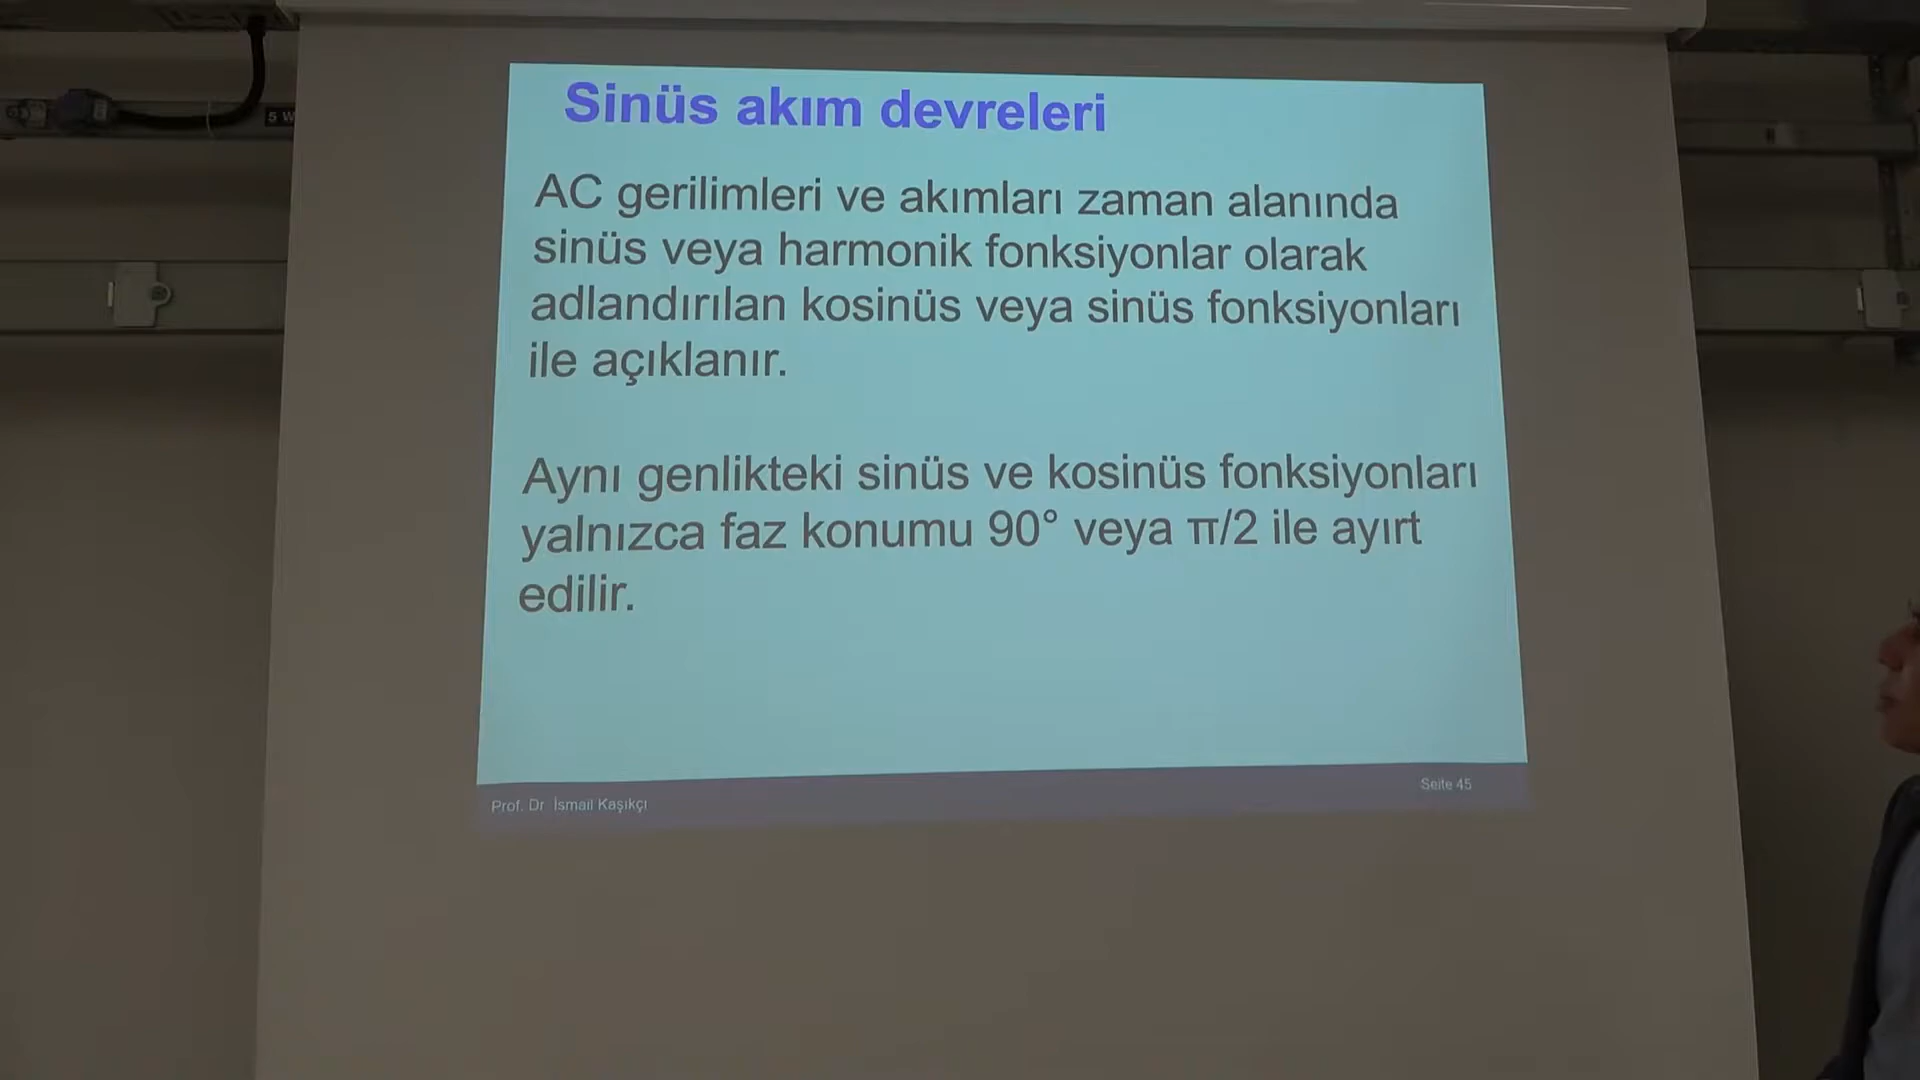 5 W
Sinüs akım devreleri
AC gerilimleri ve akımları zaman alanında
sinüs veya harmonik fonksiyonlar olarak
adlandırılan kosinüs veya sinüs fonksiyonları
ile açıklanır.
Aynı genlikteki sinüs ve kosinüs fonksiyonları
yalnızca faz konumu 90° veya π/2 ile ayırt
edilir.
Prof. Dr. İsmail Kaşıkçı
Seite 45